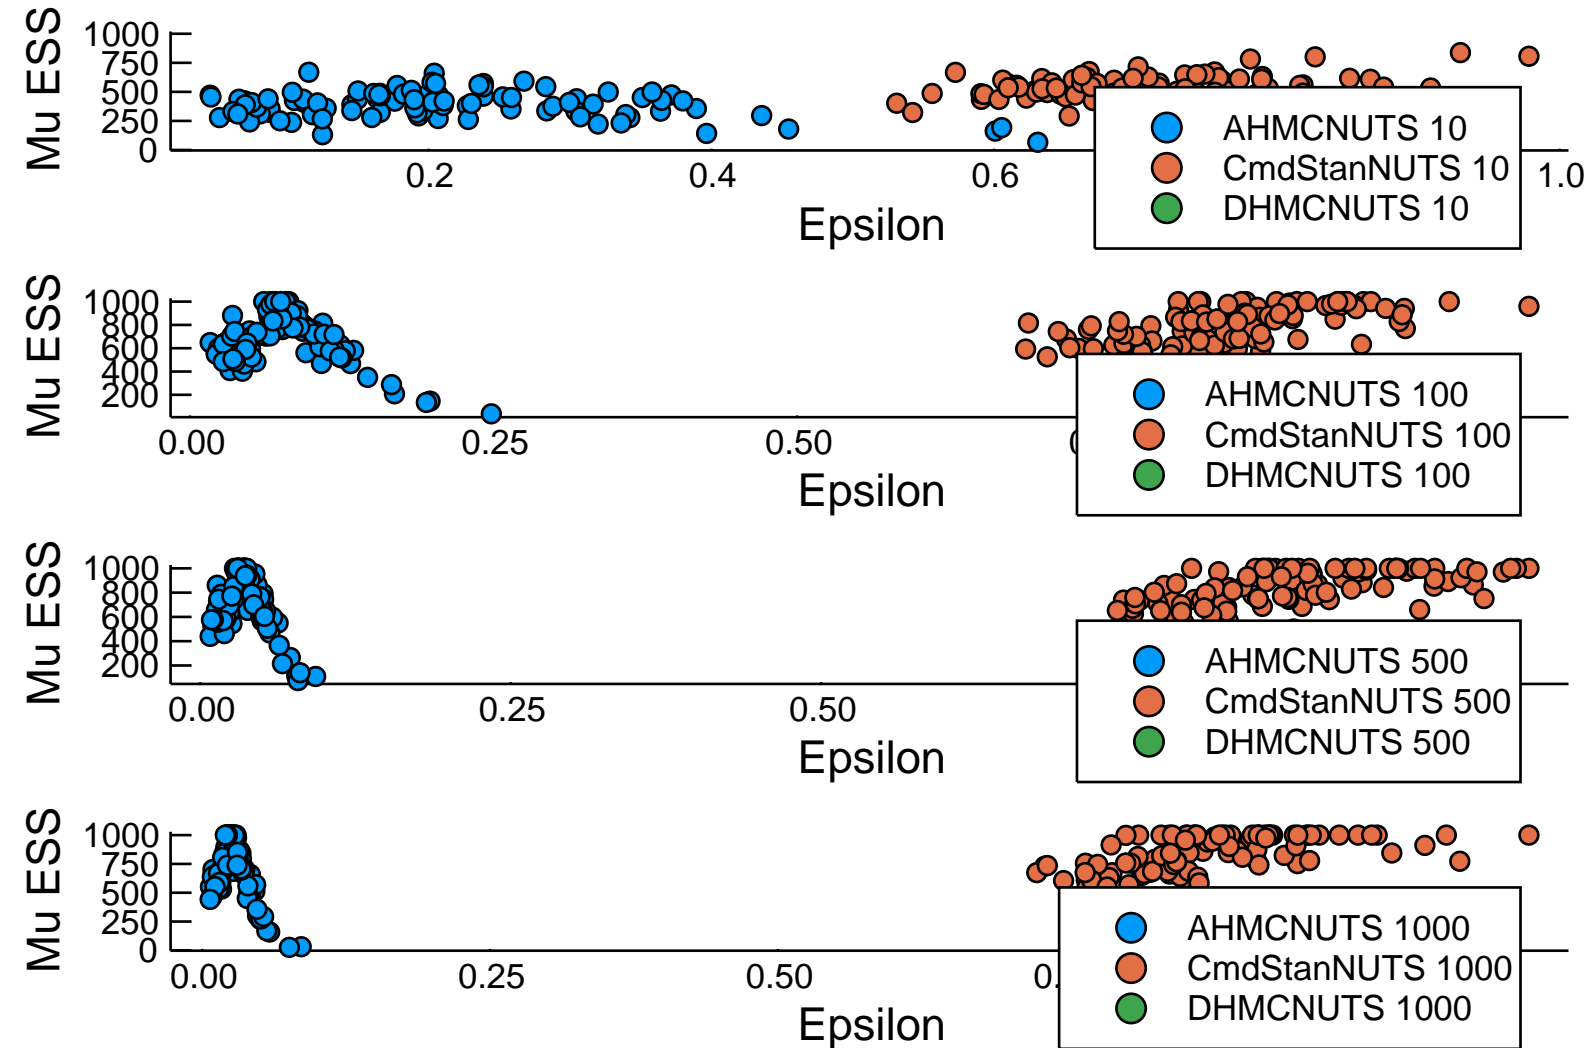 Mu ESS
1000
750
500
250
0
0.2
0.4
0.6
1.0
Epsilon
AHMCNUTS 10
CmdStanNUTS 10
DHMCNUTS 10
Mu ESS
1000
800
600
400
200
0.00
0.25
0.50
Epsilon
AHMCNUTS 100
CmdStanNUTS 100
DHMCNUTS 100
Mu ESS
1000
800
600
400
200
0.00
0.25
0.50
Epsilon
AHMCNUTS 500
CmdStanNUTS 500
DHMCNUTS 500
Mu ESS
1000
750
500
250
0
0.00
0.25
0.50
0.
Epsilon
AHMCNUTS 1000
CmdStanNUTS 1000
DHMCNUTS 1000